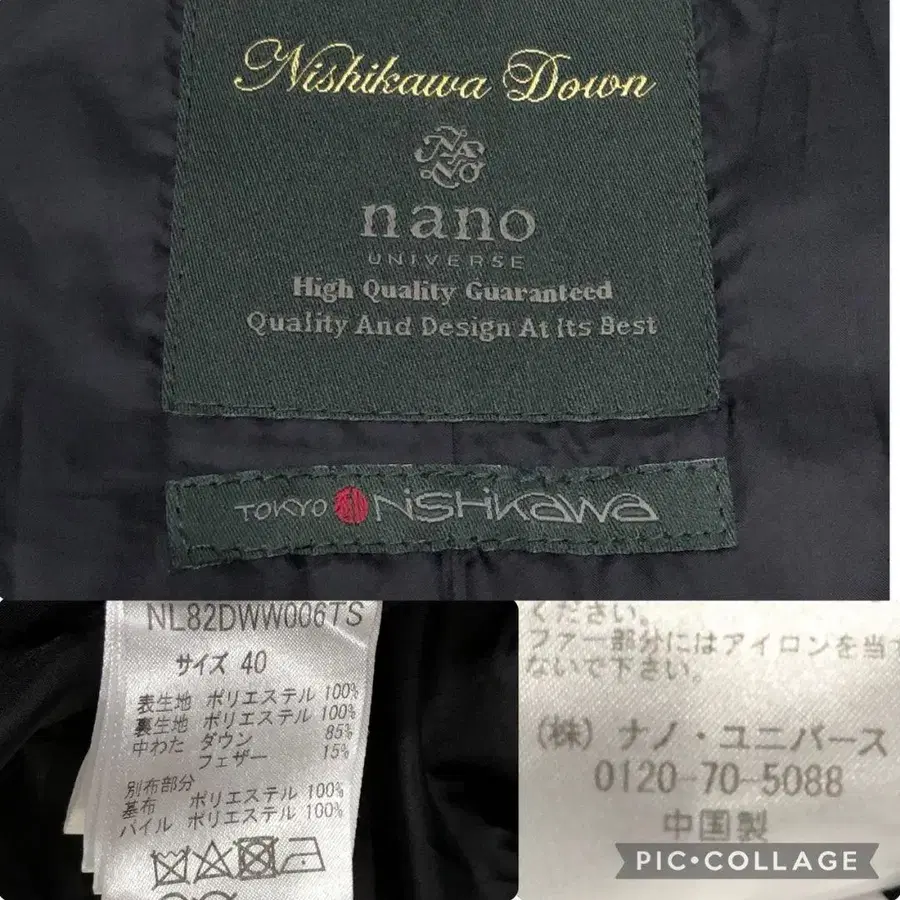 Nishikawa Down
NANO
nano
UNIVERSE
High Quality Guaranteed
Quality And Design At Its Best
TOKYO NiSHiKaWa
NL82DWW006TS
サイズ 40
表生地 ポリエステル 100%
裏生地 ポリエステル 100%
中わた ダウン 85%
フェザー 15%
別布部分
基布 ポリエステル 100%
パイル ポリエステル 100%
ください。
ファー部分にはアイロンを当て
ないで下さい。
(株) ナノ・ユニバース
0120-70-5088
中国製
PIC•COLLAGE